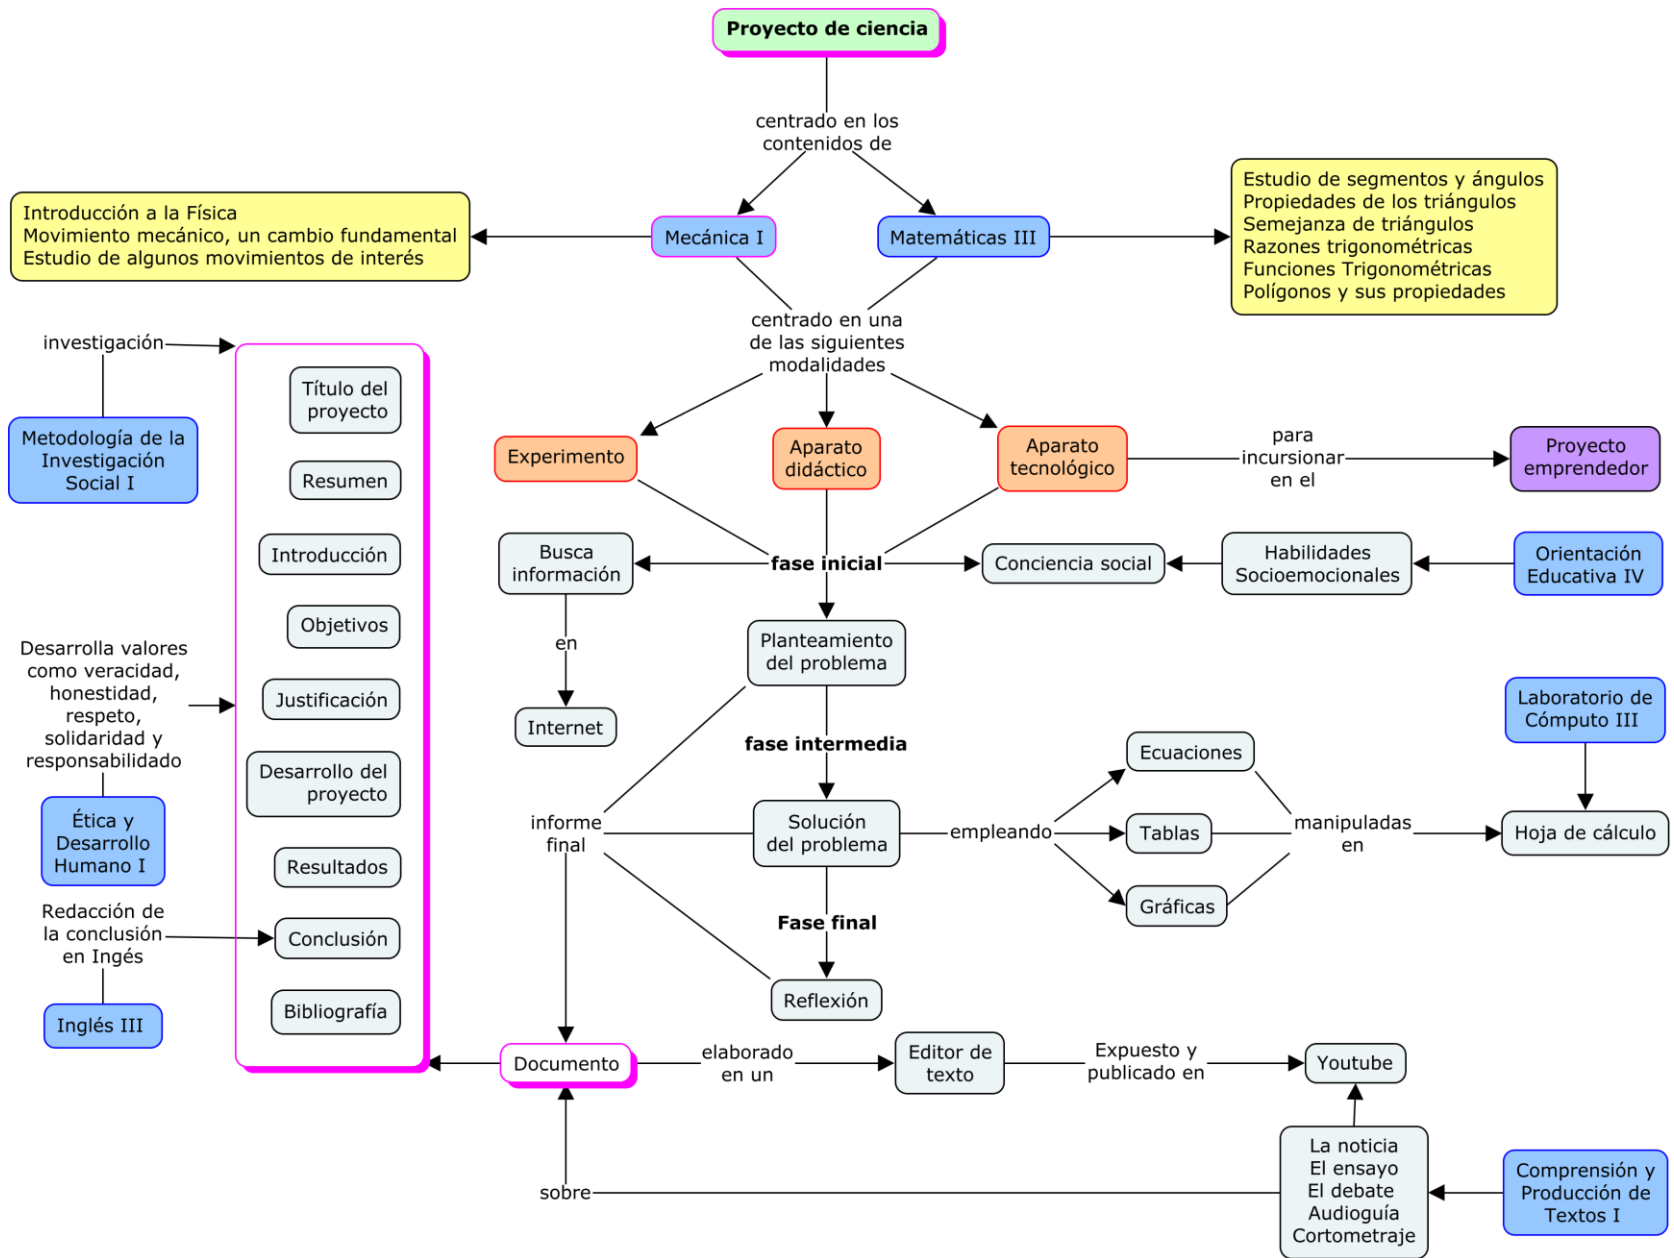 Proyecto de ciencia
centrado en los
contenidos de
Introducción a la Física
Movimiento mecánico, un cambio fundamental
Estudio de algunos movimientos de interés
Mecánica I
Matemáticas III
Estudio de segmentos y ángulos
Propiedades de los triángulos
Semejanza de triángulos
Razones trigonométricas
Funciones Trigonométricas
Polígonos y sus propiedades
centrado en una
de las siguientes
modalidades
investigación
Metodología de la
Investigación
Social I
Título del
proyecto
Resumen
Introducción
Objetivos
Justificación
Desarrollo del
proyecto
Resultados
Conclusión
Bibliografía
Desarrolla valores
como veracidad,
honestidad,
respeto,
solidaridad y
responsabilidado
Ética y
Desarrollo
Humano I
Redacción de
la conclusión
en Ingés
Inglés III
Experimento
Aparato
didáctico
Aparato
tecnológico
para
incursionar
en el
Proyecto
emprendedor
Busca
información
fase inicial
Conciencia social
Habilidades
Socioemocionales
Orientación
Educativa IV
en
Internet
Planteamiento
del problema
fase intermedia
informe
final
Solución
del problema
empleando
Ecuaciones
Tablas
Gráficas
manipuladas
en
Laboratorio de
Cómputo III
Hoja de cálculo
Fase final
Reflexión
Documento
elaborado
en un
Editor de
texto
Expuesto y
publicado en
Youtube
sobre
La noticia
El ensayo
El debate
Audioguía
Cortometraje
Comprensión y
Producción de
Textos I